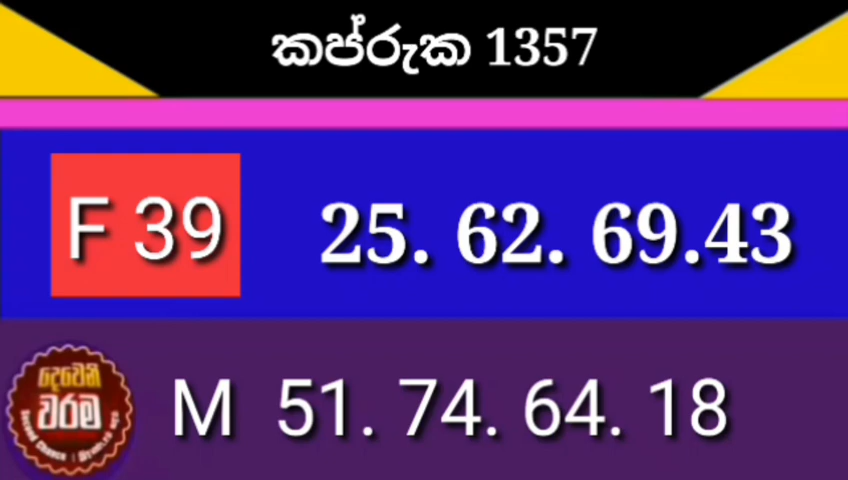 කප්රුක 1357
F 39 25. 62. 69.43
දෙවෙනි
වරම
M 51. 74. 64. 18